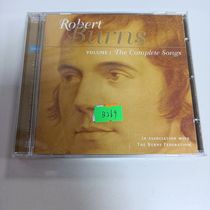 Robert
Burns
VOLUME 1 The Complete Songs
B369
IN ASSOCIATION WITH
THE BURNS FEDERATION